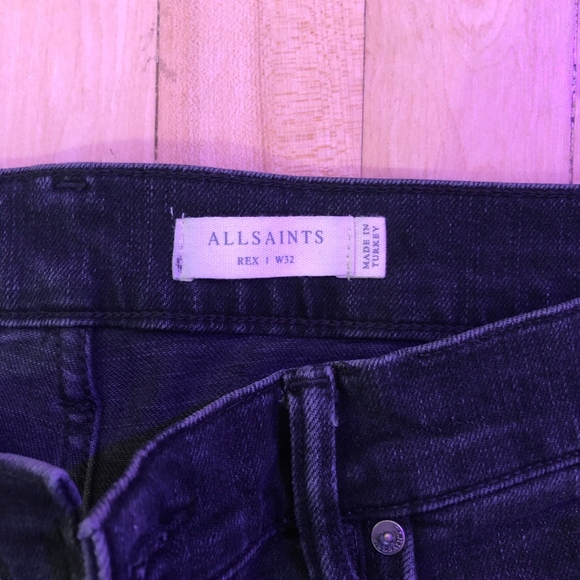 ALLSAINTS
REX | W32
MADE IN
TURKEY